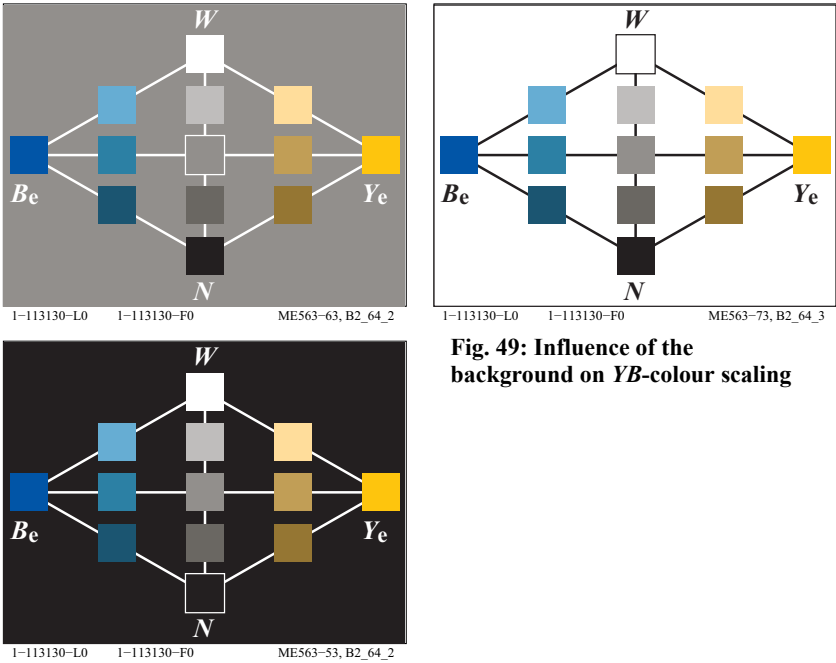 W
Be
Ye
N
1−113130−L0 1−113130−F0 ME563−63, B2_64_2
W
Be
Ye
N
1−113130−L0 1−113130−F0 ME563−73, B2_64_3
Fig. 49: Influence of the
background on YB-colour scaling
W
Be
Ye
N
1−113130−L0 1−113130−F0 ME563−53, B2_64_2